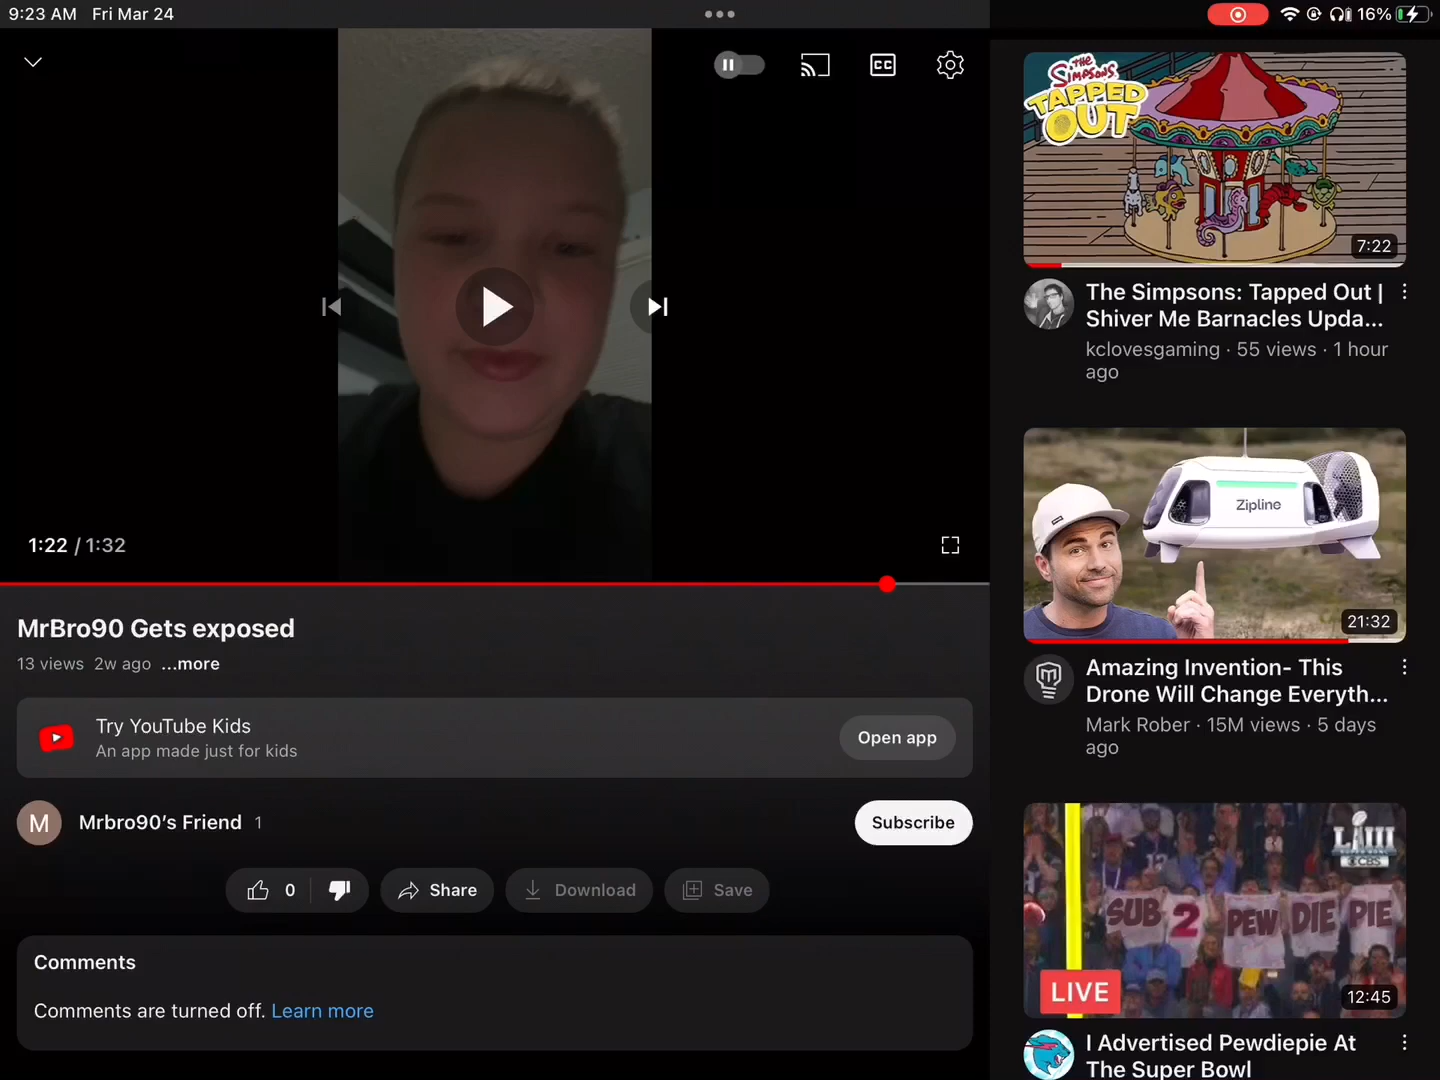 9:23 AM Fri Mar 24
16%
CC
1:22 / 1:32
MrBro90 Gets exposed
13 views 2w ago ...more
Try YouTube Kids
An app made just for kids
Open app
M
Mrbro90's Friend 1
Subscribe
0
Share
Download
Save
Comments
Comments are turned off. Learn more
THE
SIMPSONS
TAPPED
OUT
7:22
The Simpsons: Tapped Out |
Shiver Me Barnacles Upda...
kclovesgaming · 55 views · 1 hour
ago
Zipline
21:32
Amazing Invention- This
Drone Will Change Everyth...
Mark Rober · 15M views · 5 days
ago
LIII
CBS
SUB 2 PEW DIE PIE
LIVE
12:45
I Advertised Pewdiepie At
The Super Bowl